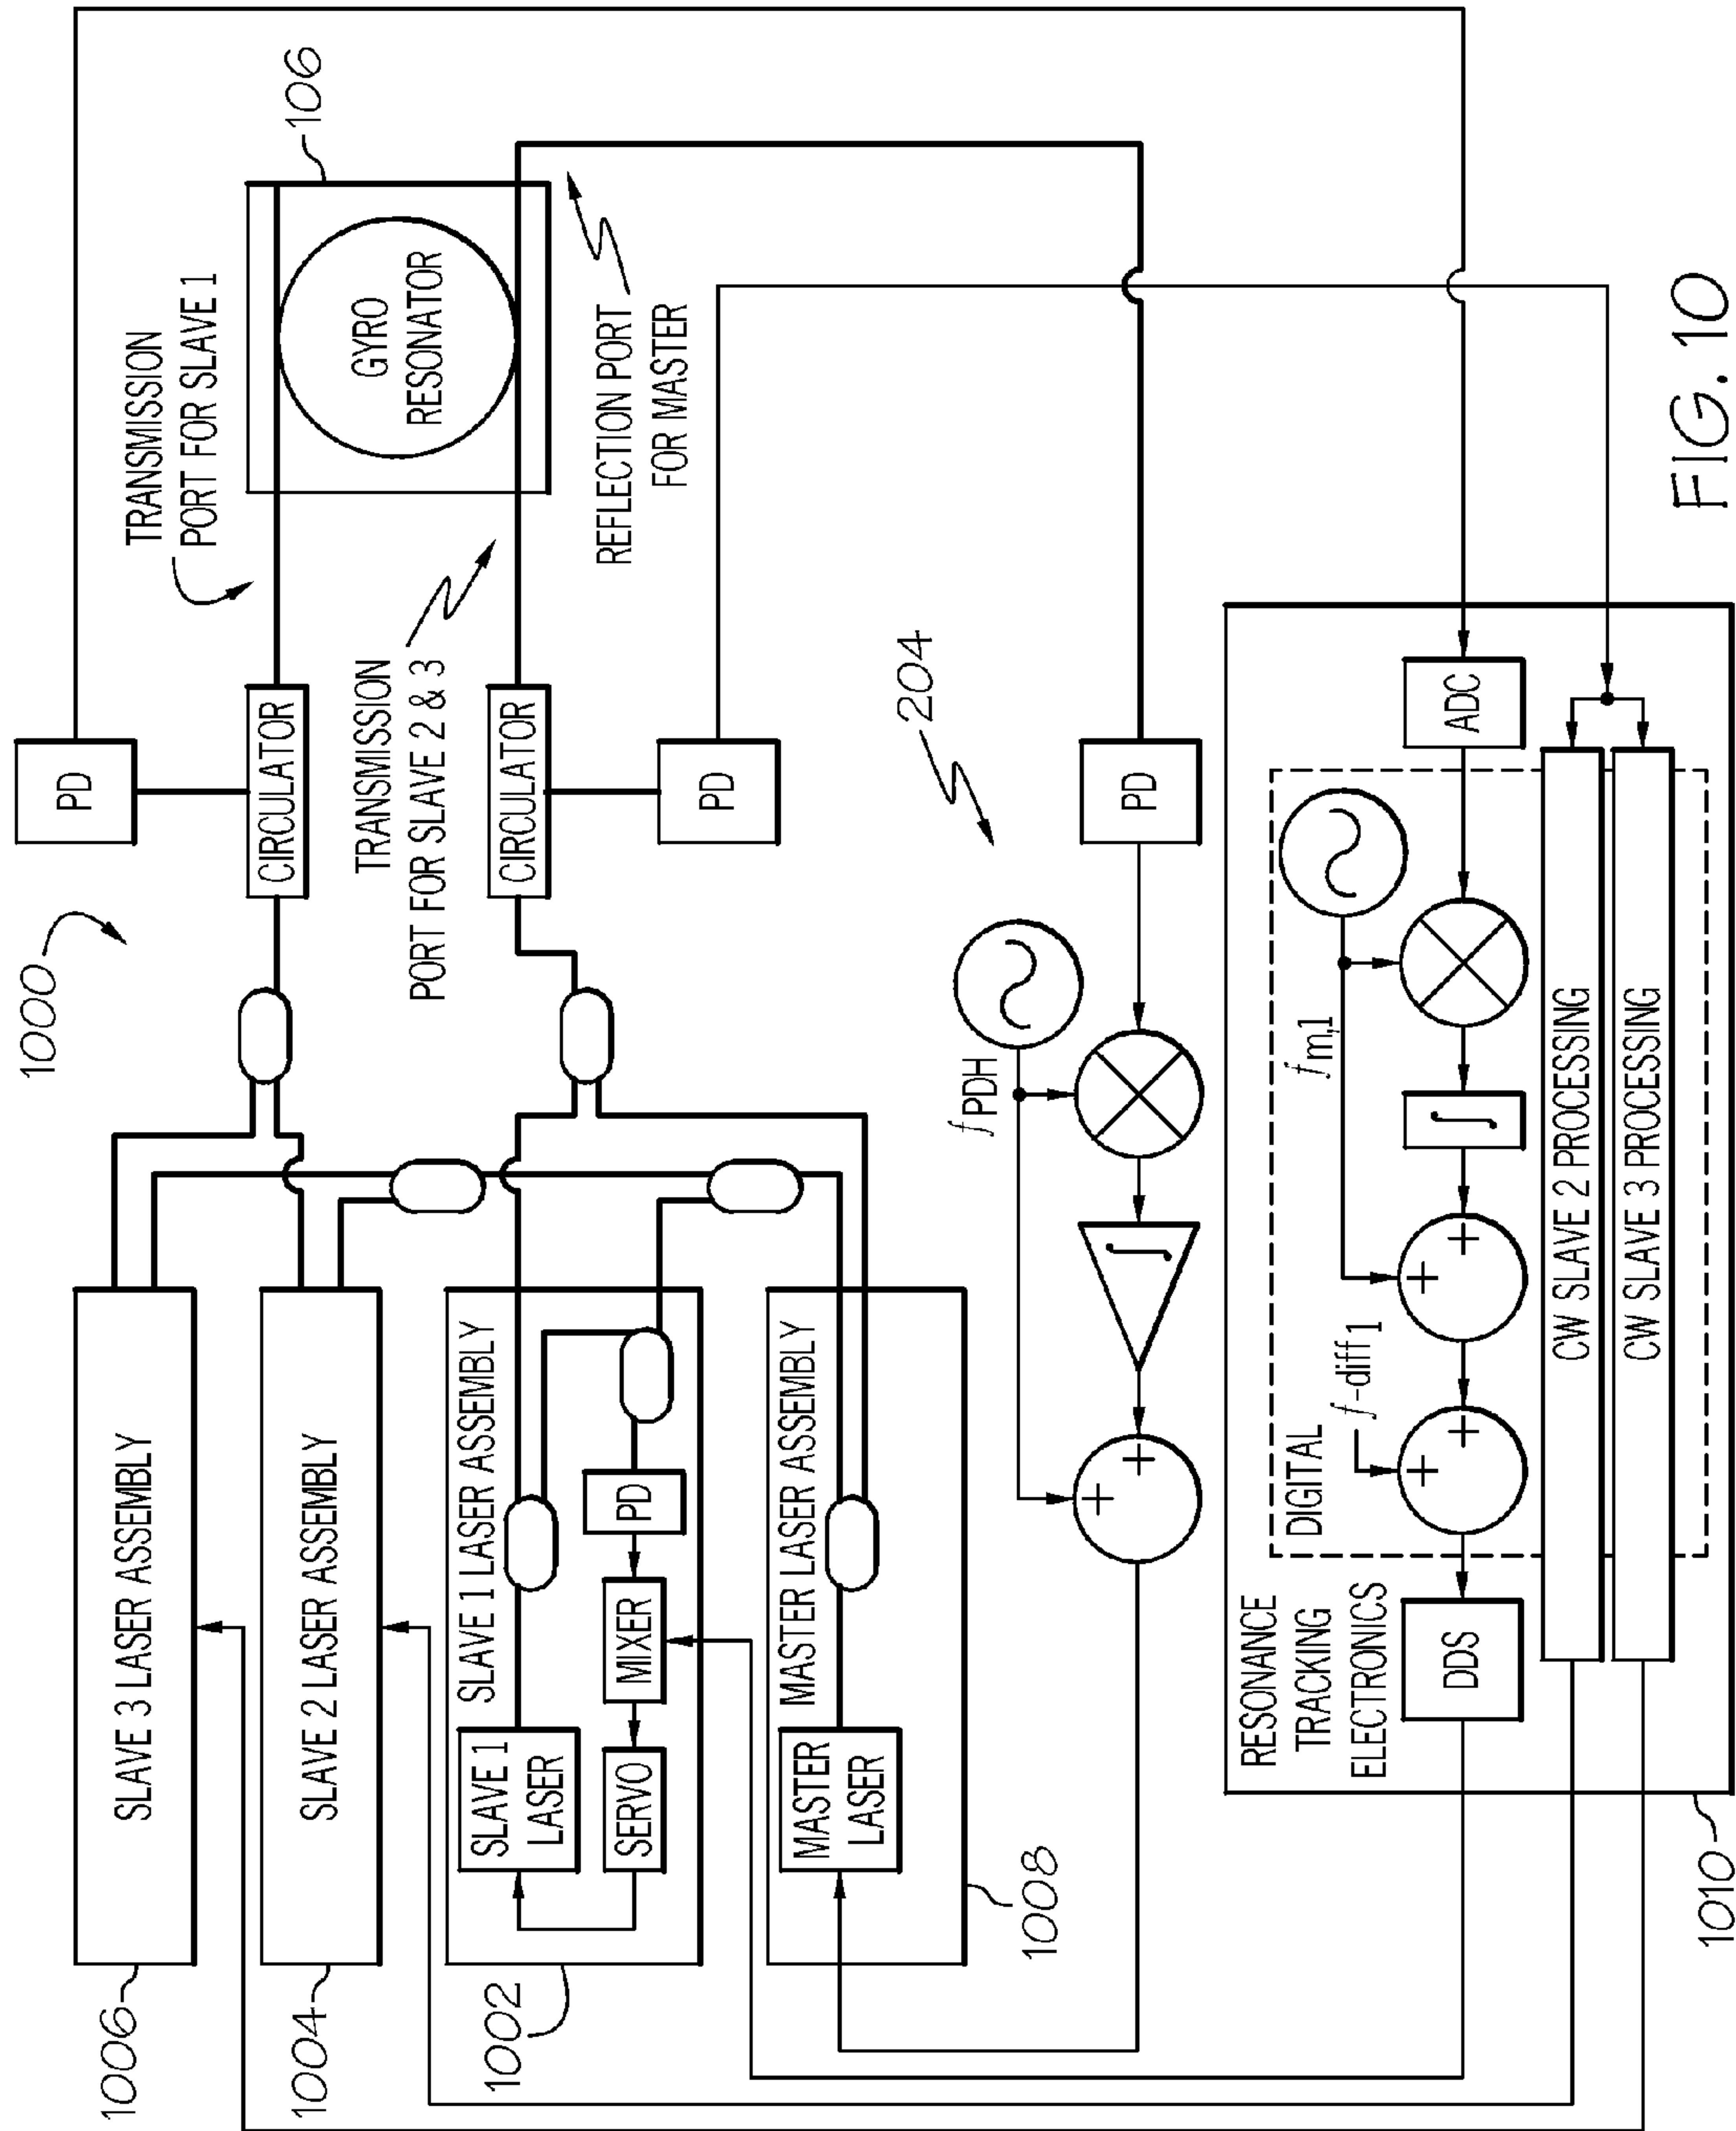 1000
PD
TRANSMISSION
PORT FOR SLAVE 1
106
CIRCULATOR
GYRO
RESONATOR
TRANSMISSION
PORT FOR SLAVE 2 & 3
CIRCULATOR
PD
REFLECTION PORT
FOR MASTER
1006
SLAVE 3 LASER ASSEMBLY
1004
SLAVE 2 LASER ASSEMBLY
1002
SLAVE 1 LASER ASSEMBLY
SLAVE 1
LASER
SERVO
MIXER
PD
MASTER LASER ASSEMBLY
MASTER
LASER
1008
204
f PDH
PD
∫
+
+
1010
RESONANCE
TRACKING
ELECTRONICS
DIGITAL
DDS
f-diff 1
+
+
+
+
∫
f m,1
ADC
CW SLAVE 2 PROCESSING
CW SLAVE 3 PROCESSING
FIG. 10